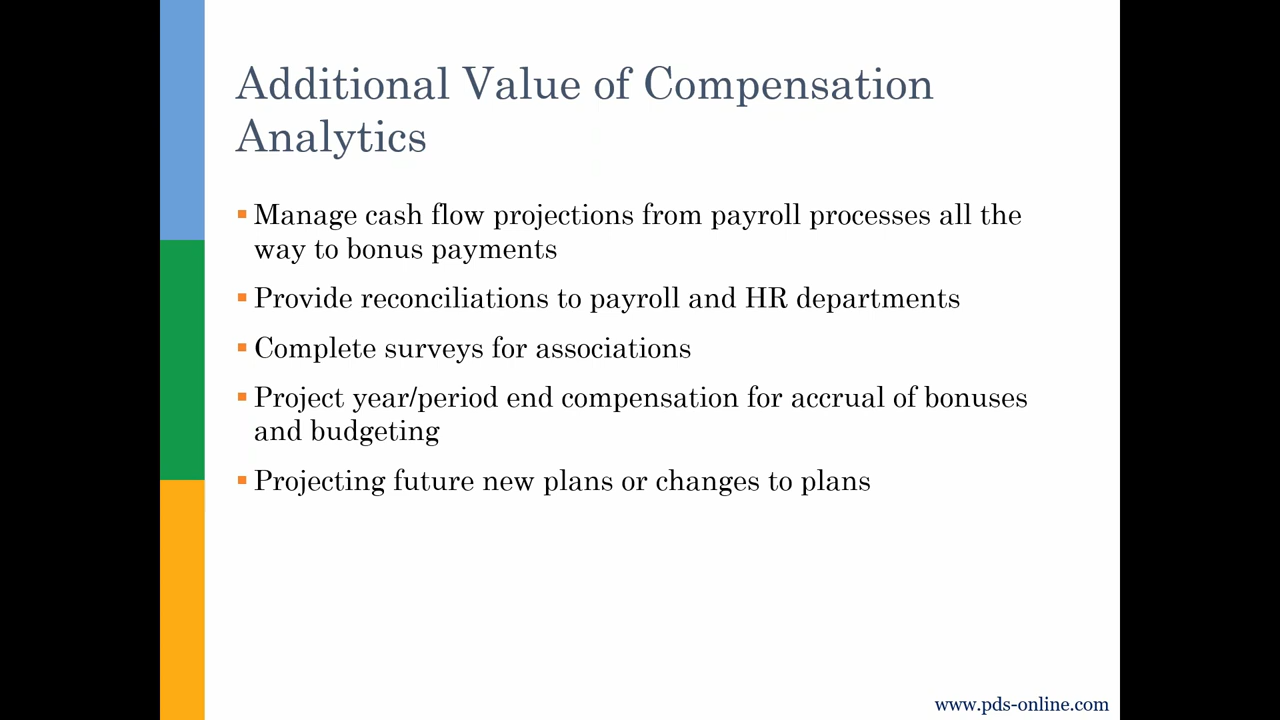 Additional Value of Compensation
Analytics
Manage cash flow projections from payroll processes all the
way to bonus payments
Provide reconciliations to payroll and HR departments
Complete surveys for associations
Project year/period end compensation for accrual of bonuses
and budgeting
Projecting future new plans or changes to plans
www.pds-online.com